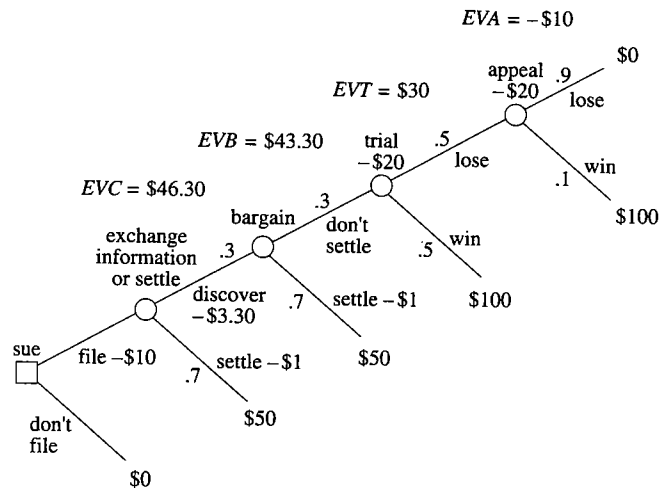 EVA = –$10
$0
appeal
–$20
.9
lose
EVT = $30
win
.1
$100
trial
–$20
.5
lose
EVB = $43.30
.5
win
$100
bargain
.3
don't
settle
EVC = $46.30
.7
settle –$1
$50
exchange
information
or settle
.3
discover
–$3.30
.7
settle –$1
$50
sue
file –$10
don't
file
$0